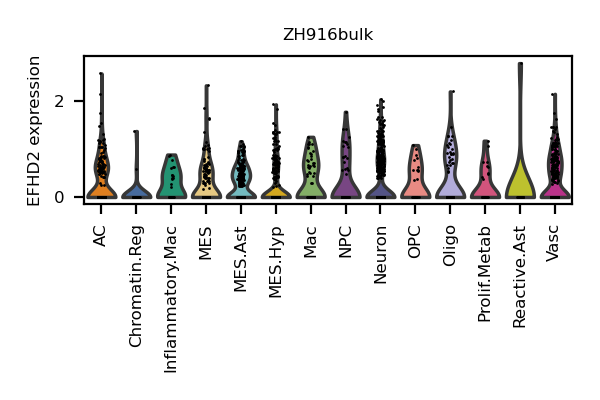 ZH916bulk
EFHD2 expression
2
0
AC
Chromatin.Reg
Inflammatory.Mac
MES
MES.Ast
MES.Hyp
Mac
NPC
Neuron
OPC
Oligo
Prolif.Metab
Reactive.Ast
Vasc